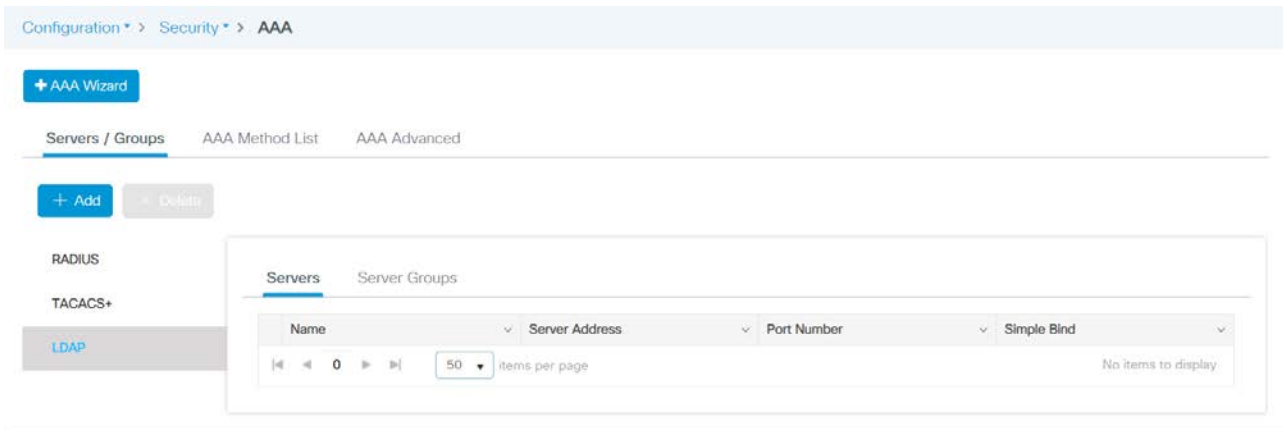 Configuration > Security > AAA
+ AAA Wizard
Servers / Groups AAA Method List AAA Advanced
+ Add × Delete
RADIUS
TACACS+
LDAP
Servers Server Groups
Name Server Address Port Number Simple Bind
0 50 items per page No items to display